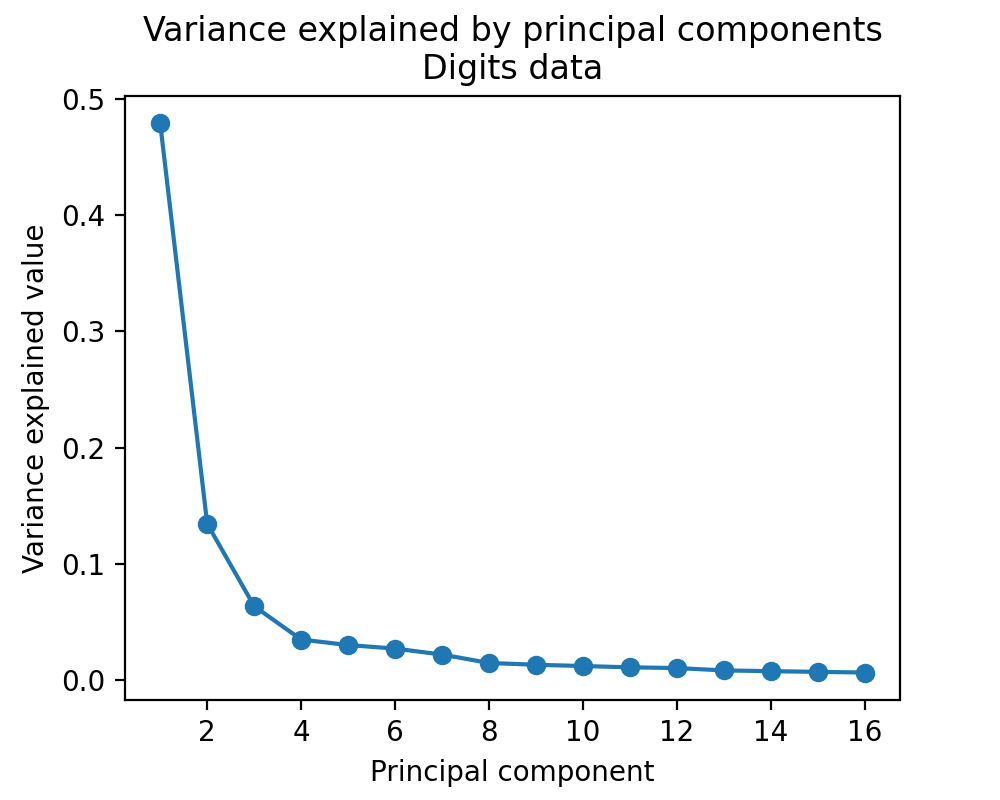 Variance explained by principal components
Digits data
0.5
0.4
0.3
0.2
0.1
0.0
Variance explained value
2 4 6 8 10 12 14 16
Principal component